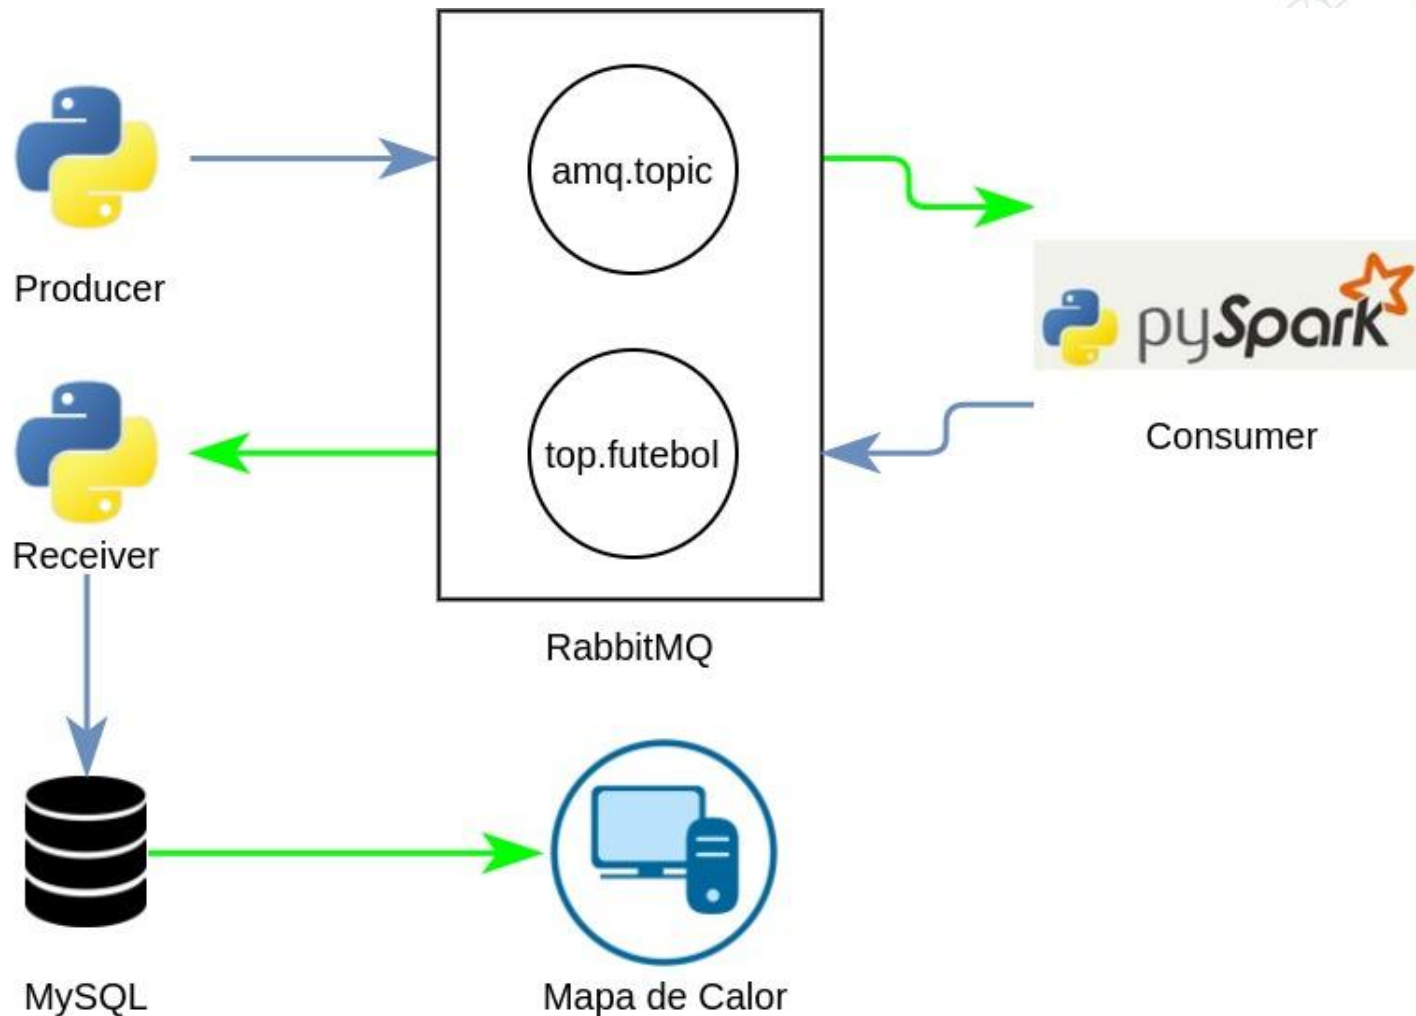 amq.topic
Producer
pySpark
top.futebol
Consumer
Receiver
RabbitMQ
MySQL
Mapa de Calor